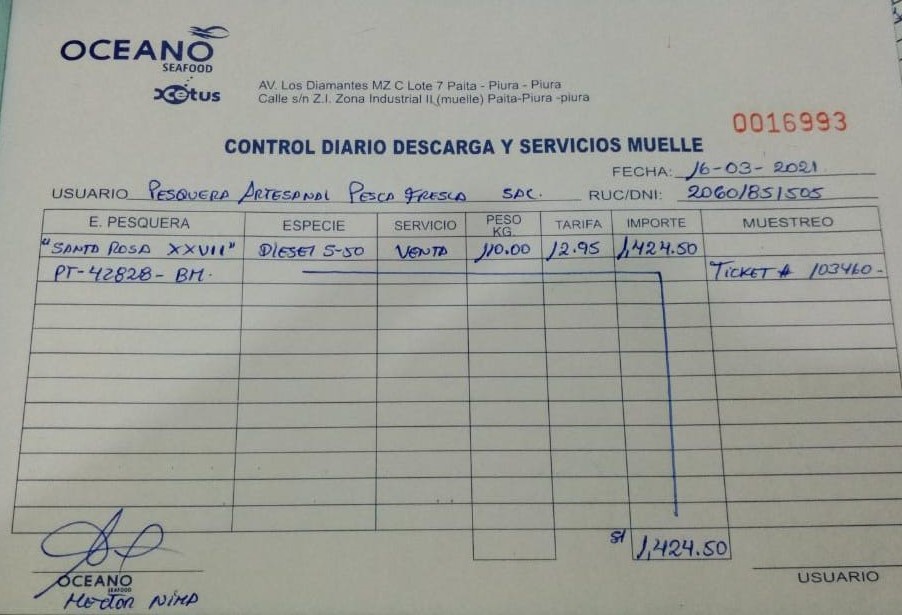 OCEANO
SEAFOOD
cetus
AV. Los Diamantes MZ C Lote 7 Paita - Piura - Piura
Calle s/n Z.I. Zona Industrial II (muelle) Paita-Piura -piura
0016993
CONTROL DIARIO DESCARGA Y SERVICIOS MUELLE
FECHA: 16-03-2021
USUARIO PESQUERA ARTESANAL PESCA FRESCA SAC. RUC/DNI: 20601851505
E. PESQUERA ESPECIE SERVICIO PESO KG. TARIFA IMPORTE MUESTREO
"SANTA ROSA XXVII" DIESEL S-50 VENTA 110.00 12.95 1,424.50
PT-42828-BM. TICKET # 103460-
S/ 1,424.50
OCEANO
SEAFOOD
USUARIO
Hector NIMA